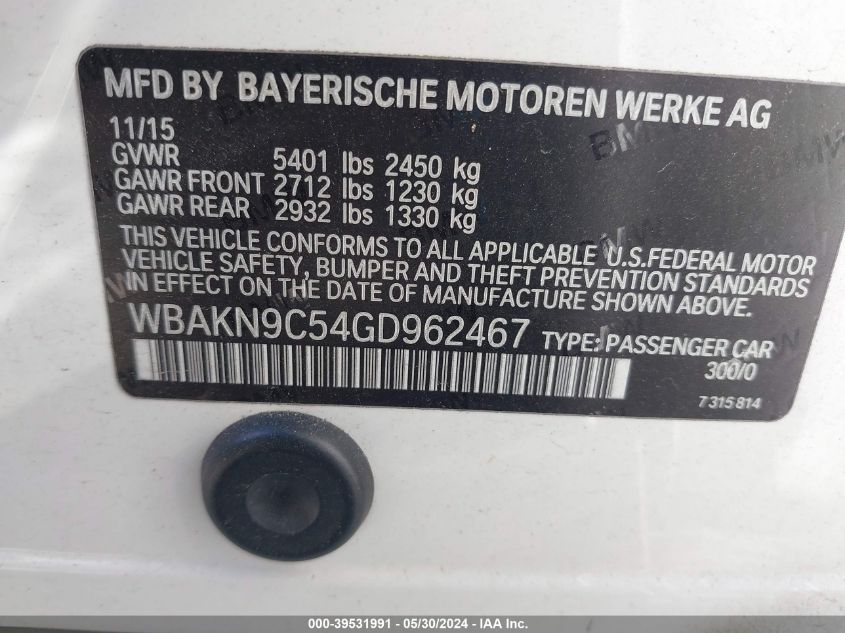 MFD BY BAYERISCHE MOTOREN WERKE AG
11/15
GVWR 5401 lbs 2450 kg
GAWR FRONT 2712 lbs 1230 kg
GAWR REAR 2932 lbs 1330 kg
THIS VEHICLE CONFORMS TO ALL APPLICABLE U.S.FEDERAL MOTOR
VEHICLE SAFETY, BUMPER AND THEFT PREVENTION STANDARDS
IN EFFECT ON THE DATE OF MANUFACTURE SHOWN ABOVE.
WBAKN9C54GD962467 TYPE: PASSENGER CAR
300/0
7 315 814
000-39531991 - 05/30/2024 - IAA Inc.